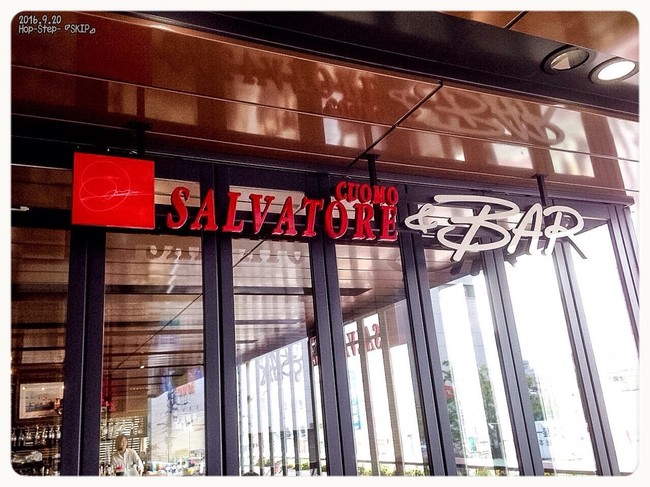 2016.9.20
Hop-Step-♂SKIP♪
CUOMO
SALVATORE
& BAR